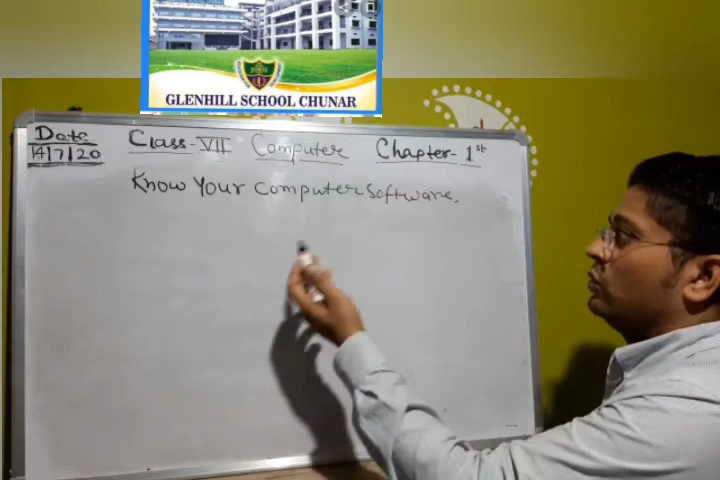 GLENHILL SCHOOL CHUNAR
Date Class-VII Computer Chapter-1st
14/7/20
Know Your Computer Software.